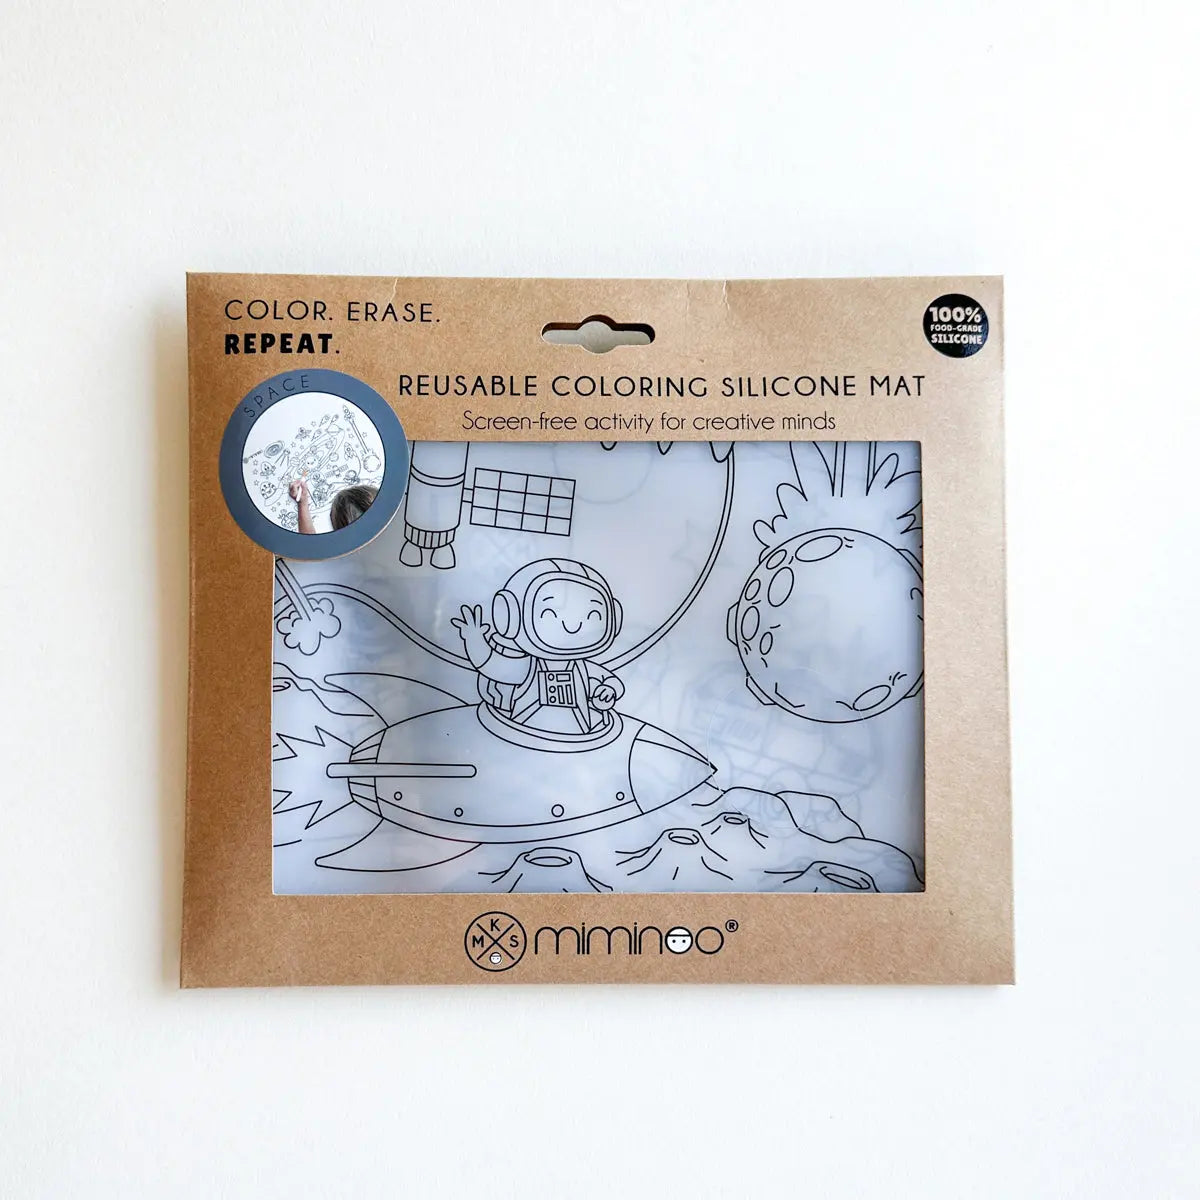 COLOR. ERASE.
REPEAT.
100%
FOOD-GRADE
SILICONE
SPACE
REUSABLE COLORING SILICONE MAT
Screen-free activity for creative minds
K
M S
miminoo®